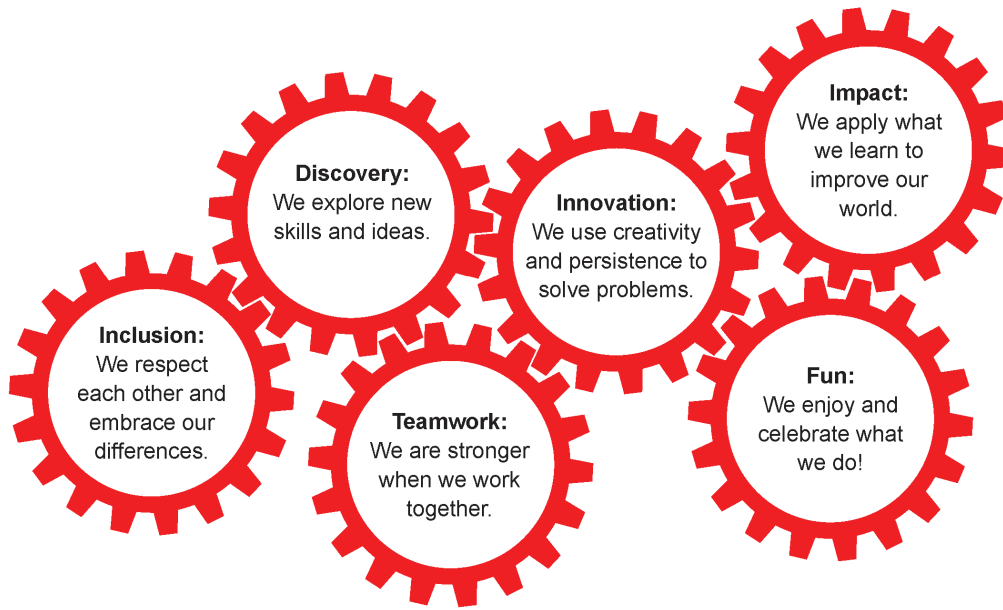 Inclusion:
We respect
each other and
embrace our
differences.
Discovery:
We explore new
skills and ideas.
Teamwork:
We are stronger
when we work
together.
Innovation:
We use creativity
and persistence to
solve problems.
Impact:
We apply what
we learn to
improve our
world.
Fun:
We enjoy and
celebrate what
we do!